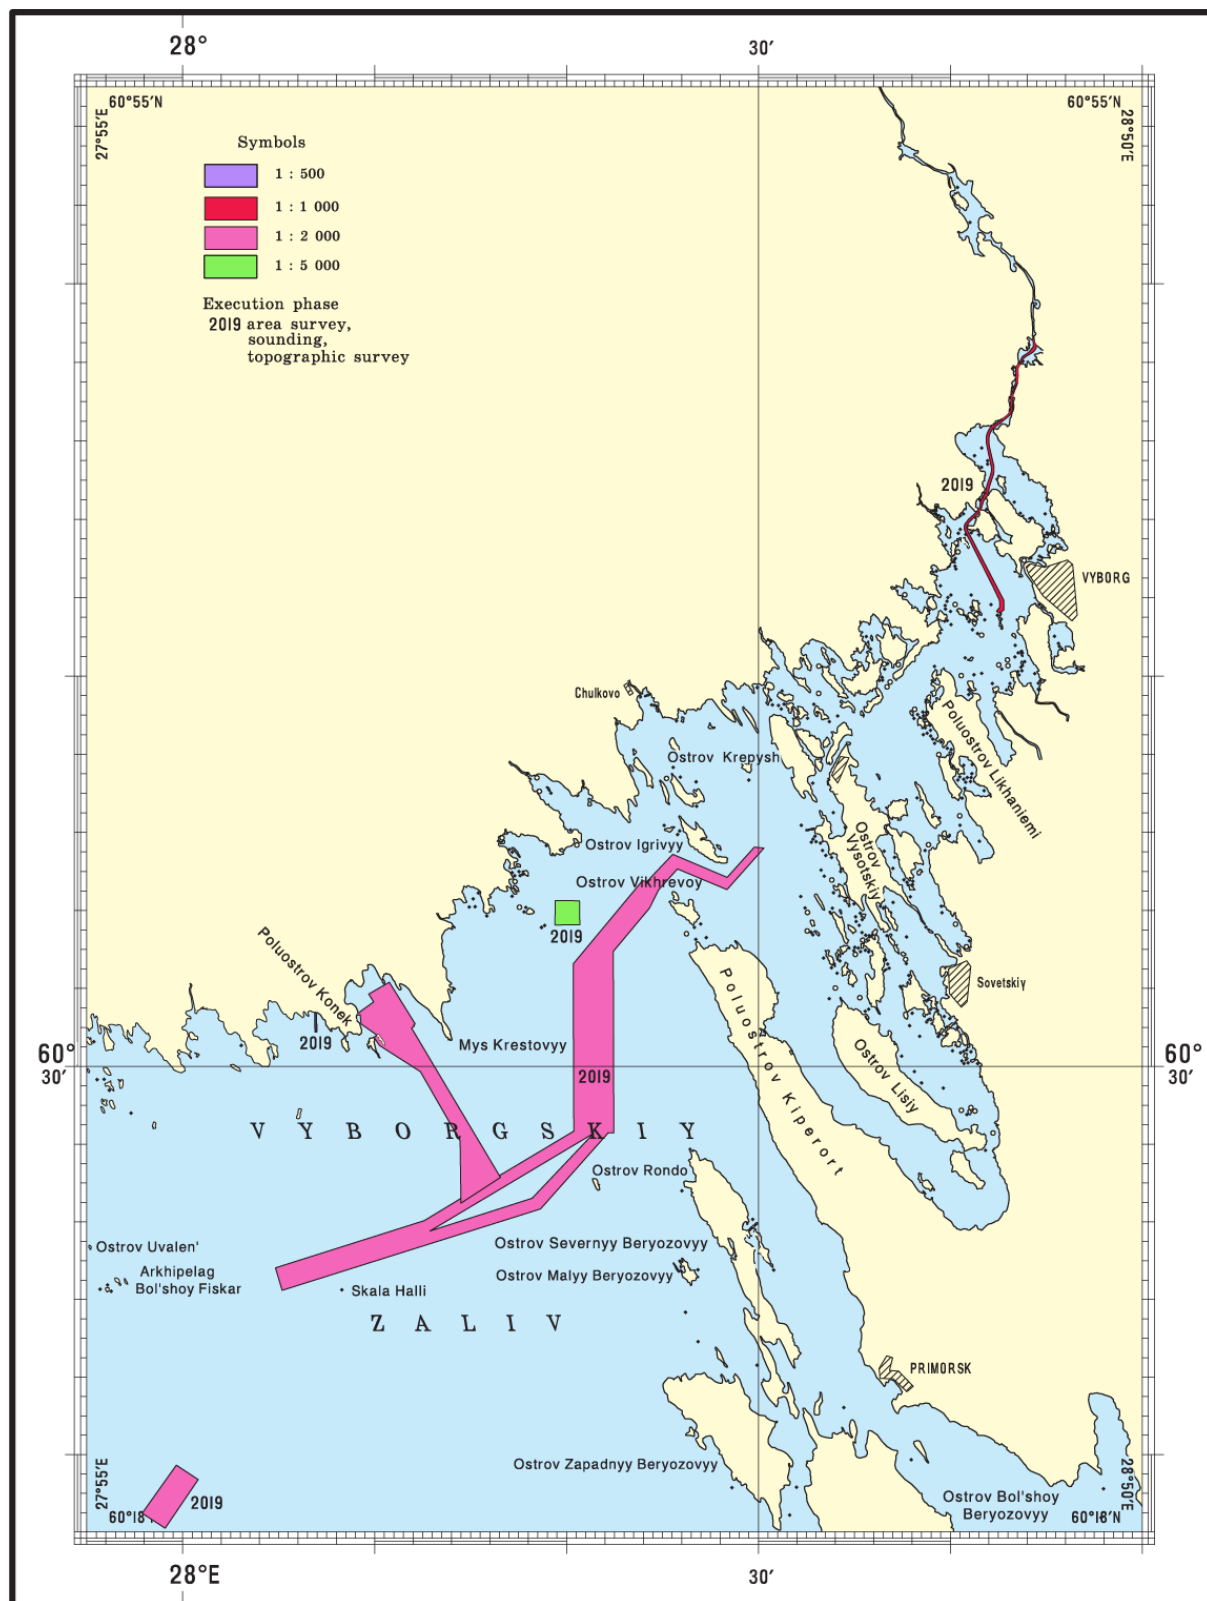 28°
30′
60°55′N
60°55′N
27°55′E
28°50′E
Symbols
1 : 500
1 : 1 000
1 : 2 000
1 : 5 000
Execution phase
2019 area survey,
sounding,
topographic survey
2019
VYBORG
Chulkovo
Poluostrov Likhaniemi
Ostrov Krepysh
Ostrov Igrivyy
Ostrov
Vysotskiy
Ostrov Vikhrevoy
2019
Poluostrov Konek
Sovetskiy
2019
Mys Krestovyy
Poluostrov Kiperort
Ostrov Lisiy
60°
30′
60°
30′
2019
VYBORGSKIY
Ostrov Rondo
Ostrov Uvalen'
Ostrov Severnyy Beryozovyy
Arkhipelag
Bol'shoy Fiskar
Ostrov Malyy Beryozovyy
Skala Halli
ZALIV
PRIMORSK
Ostrov Zapadnyy Beryozovyy
27°55′E
28°50′E
2019
Ostrov Bol'shoy
Beryozovyy
60°18′
60°18′N
28°E
30′